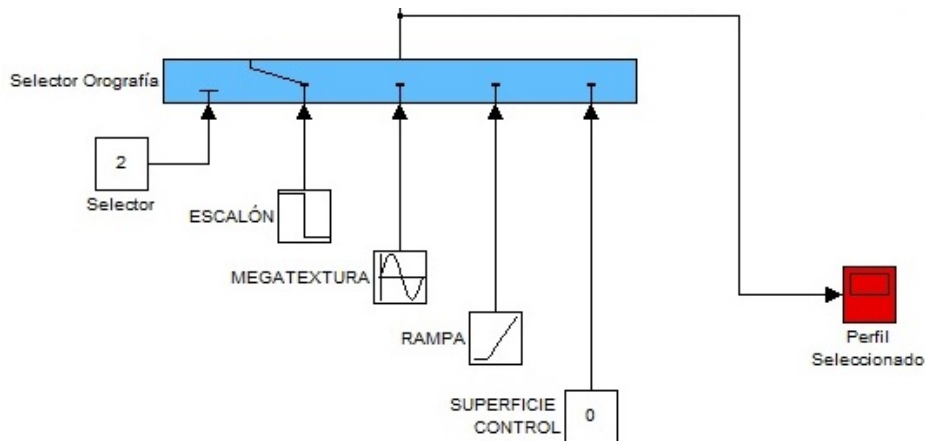 Selector Orografía
2
Selector
ESCALÓN
MEGATEXTURA
RAMPA
Perfil
Seleccionado
SUPERFICIE
CONTROL
0